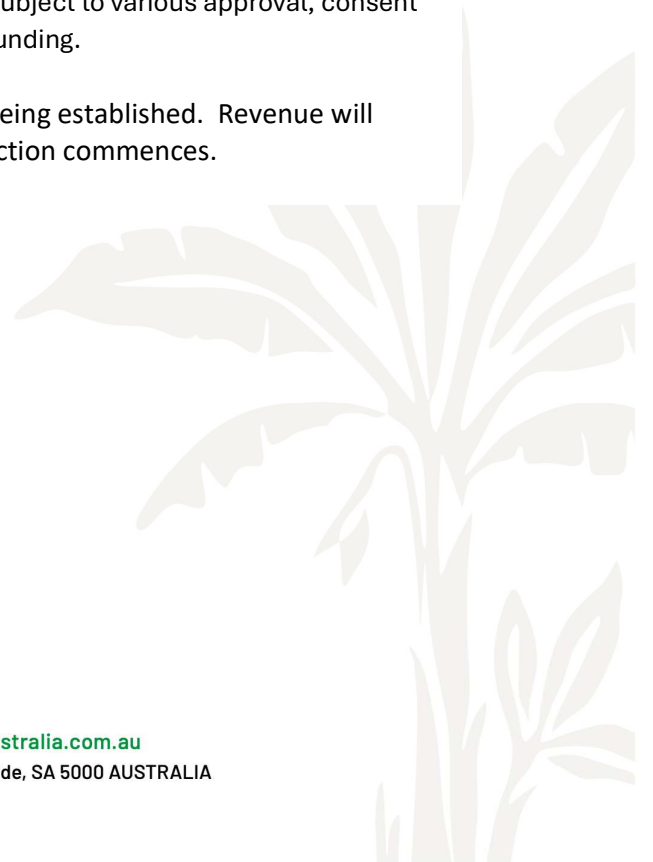 ubject to various approval, consent
unding.
eing established. Revenue will
ction commences.
stralia.com.au
de, SA 5000 AUSTRALIA